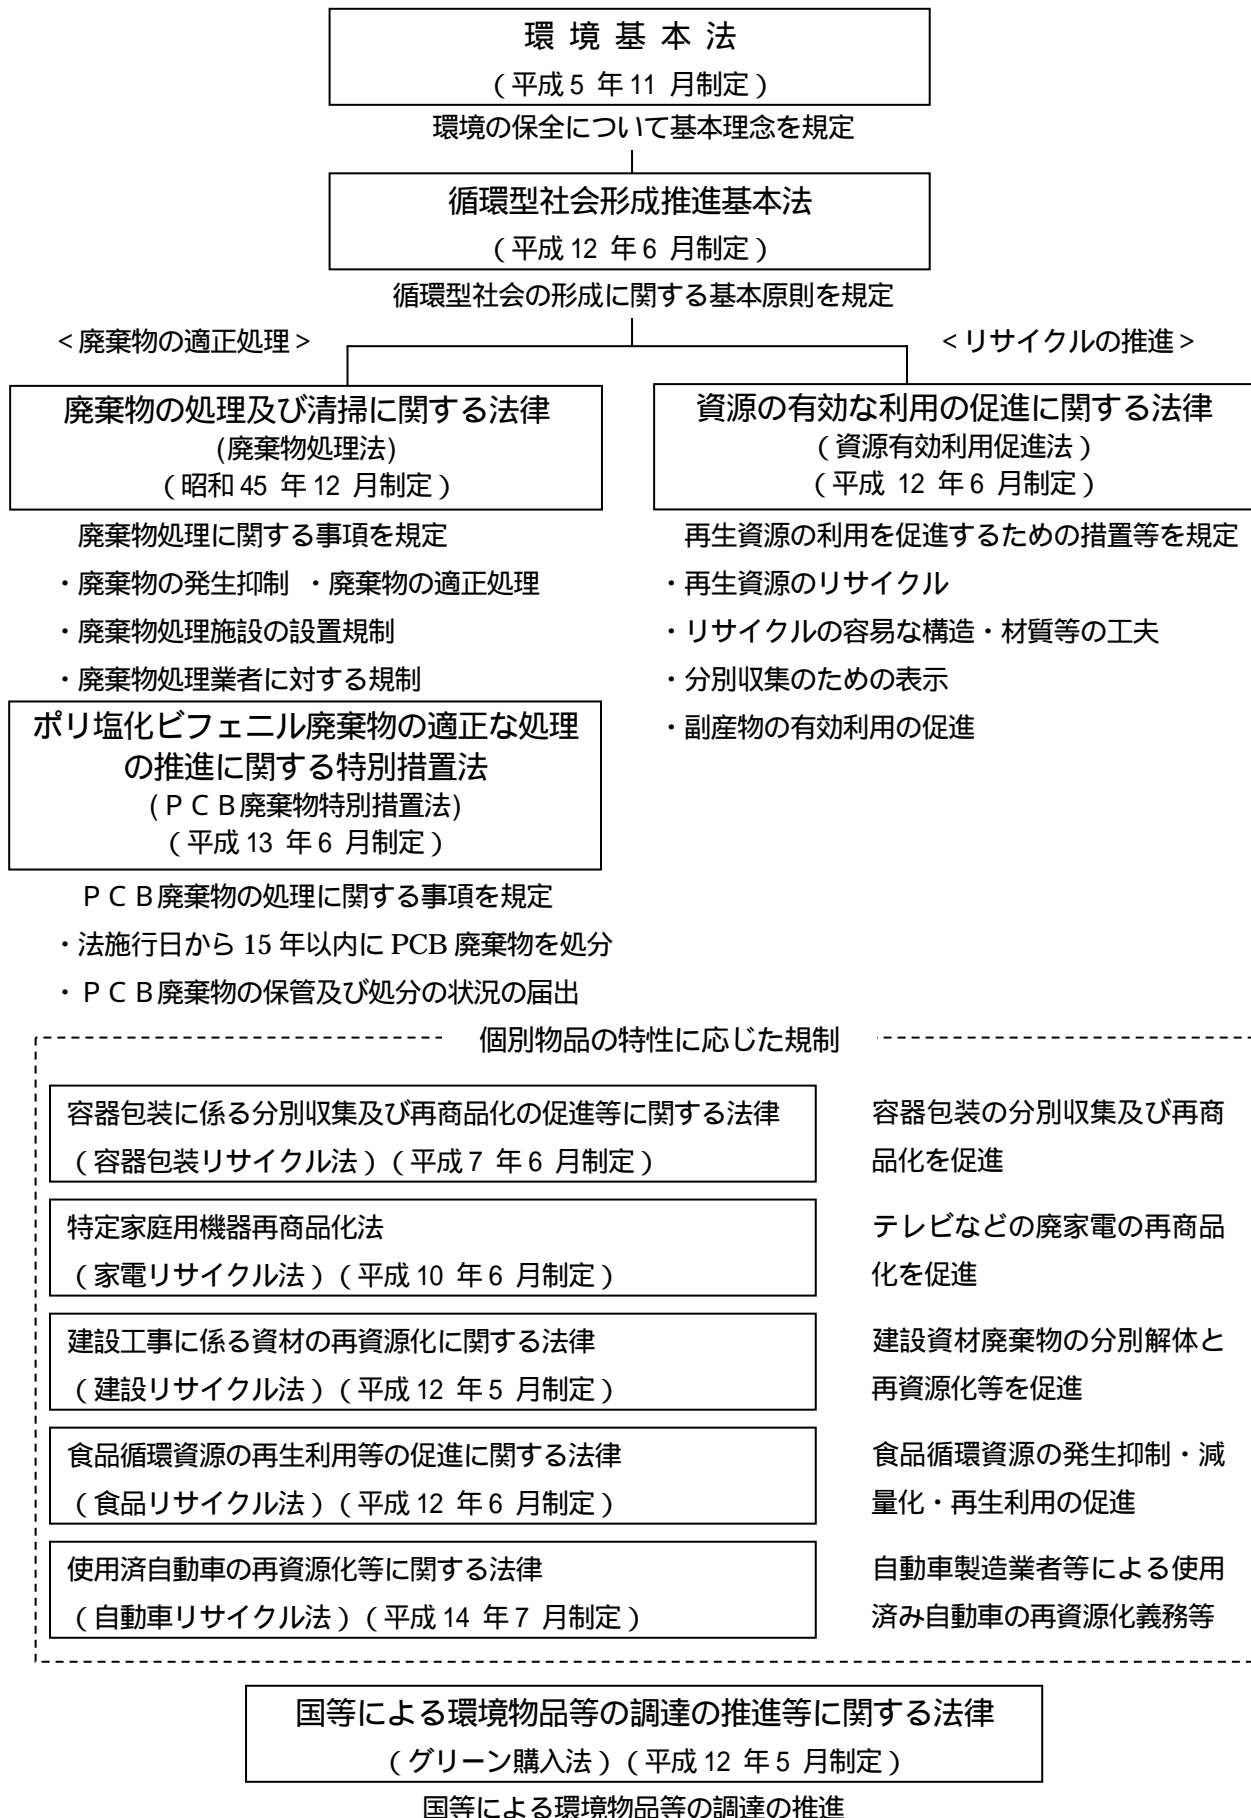 環境基本法
（平成5 年11 月制定）
環境の保全について基本理念を規定
循環型社会形成推進基本法
（平成12 年6 月制定）
循環型社会の形成に関する基本原則を規定
＜廃棄物の適正処理＞
＜リサイクルの推進＞
廃棄物の処理及び清掃に関する法律
(廃棄物処理法)
（昭和45 年12 月制定）
廃棄物処理に関する事項を規定
・廃棄物の発生抑制 ・廃棄物の適正処理
・廃棄物処理施設の設置規制
・廃棄物処理業者に対する規制
資源の有効な利用の促進に関する法律
（資源有効利用促進法）
（平成 12 年6 月制定）
再生資源の利用を促進するための措置等を規定
・再生資源のリサイクル
・リサイクルの容易な構造・材質等の工夫
・分別収集のための表示
・副産物の有効利用の促進
ポリ塩化ビフェニル廃棄物の適正な処理
の推進に関する特別措置法
(ＰＣＢ廃棄物特別措置法)
（平成13 年6 月制定）
ＰＣＢ廃棄物の処理に関する事項を規定
・法施行日から 15 年以内に PCB 廃棄物を処分
・ＰＣＢ廃棄物の保管及び処分の状況の届出
個別物品の特性に応じた規制
容器包装に係る分別収集及び再商品化の促進等に関する法律
（容器包装リサイクル法）（平成7 年6 月制定）
容器包装の分別収集及び再商
品化を促進
特定家庭用機器再商品化法
（家電リサイクル法）（平成10 年6 月制定）
テレビなどの廃家電の再商品
化を促進
建設工事に係る資材の再資源化に関する法律
（建設リサイクル法）（平成12 年5 月制定）
建設資材廃棄物の分別解体と
再資源化等を促進
食品循環資源の再生利用等の促進に関する法律
（食品リサイクル法）（平成12 年6 月制定）
食品循環資源の発生抑制・減
量化・再生利用の促進
使用済自動車の再資源化等に関する法律
（自動車リサイクル法）（平成14 年7 月制定）
自動車製造業者等による使用
済み自動車の再資源化義務等
国等による環境物品等の調達の推進等に関する法律
（グリーン購入法）（平成12 年5 月制定）
国等による環境物品等の調達の推進